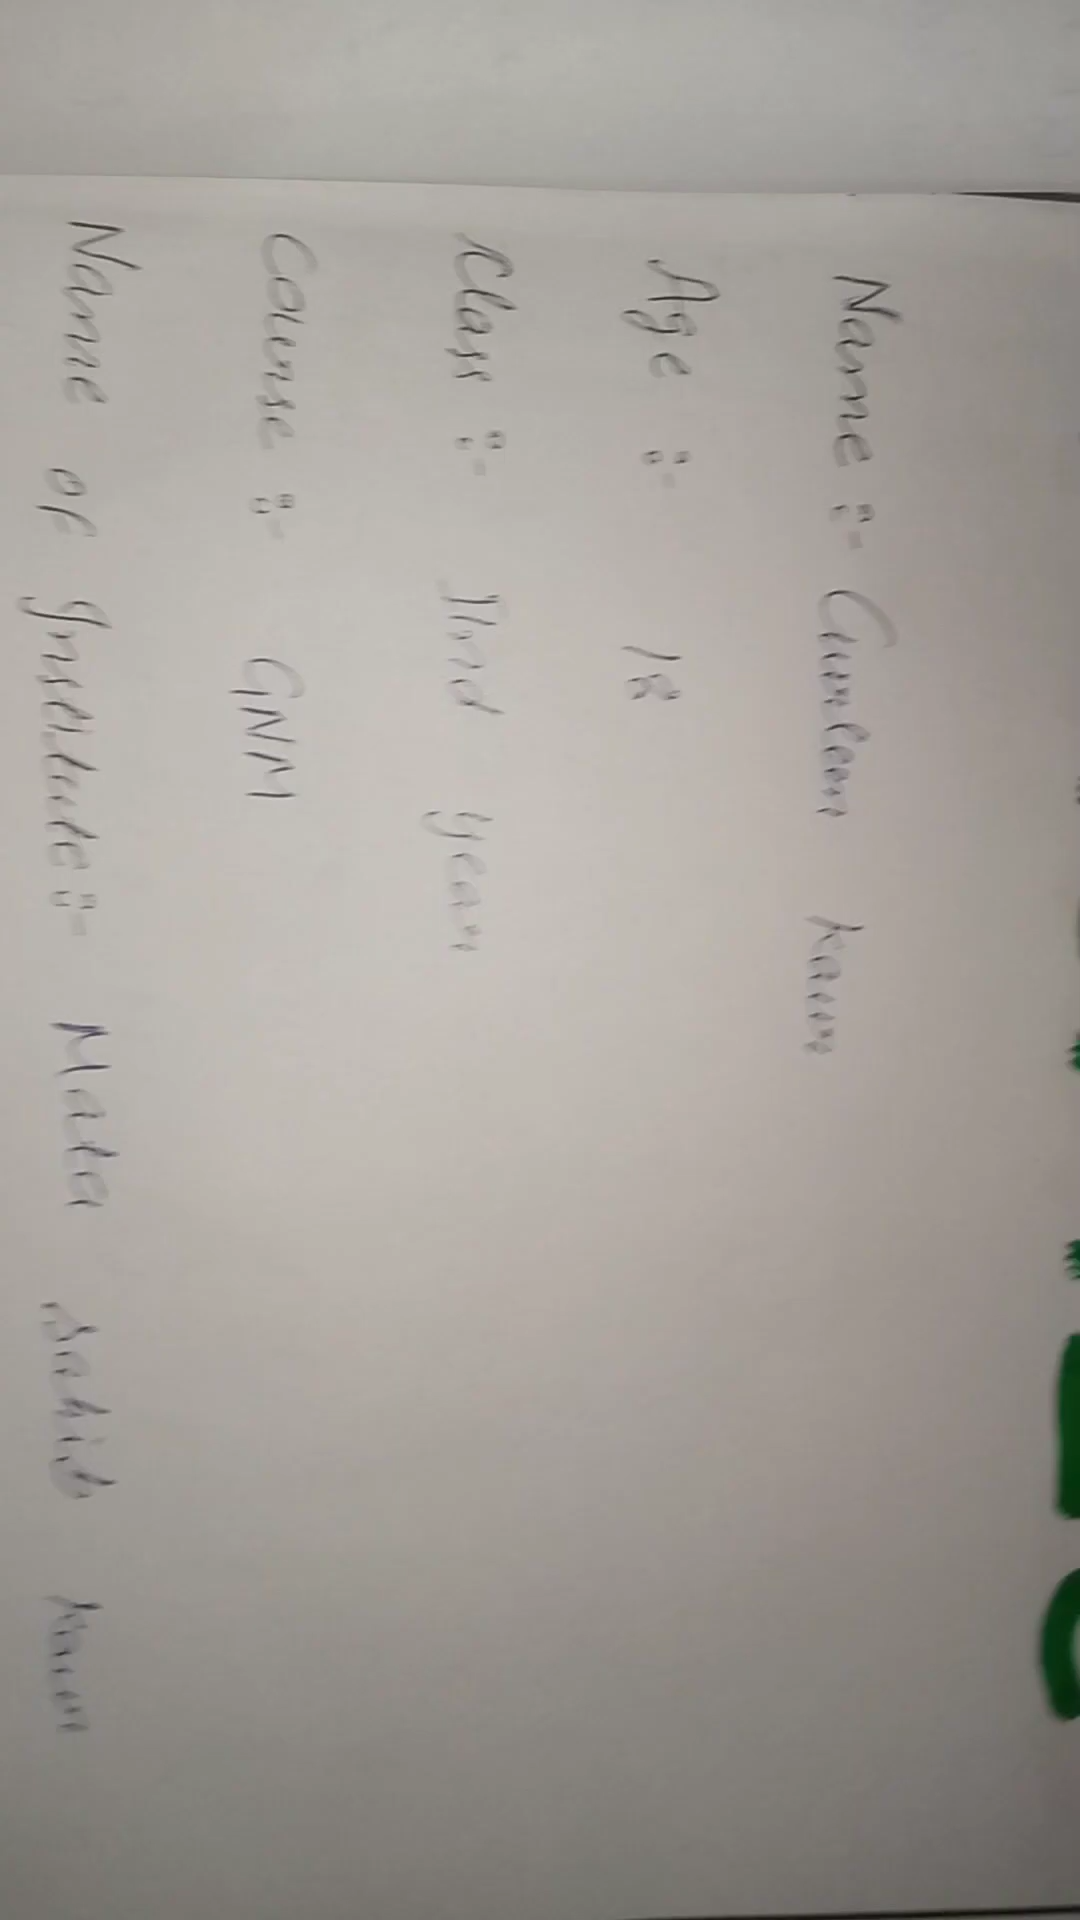 Name :- Gurleen Kaur
Age :- 18
Class :- IInd year
Course :- GNM
Name of Institute :- Mata Sahib Kaur